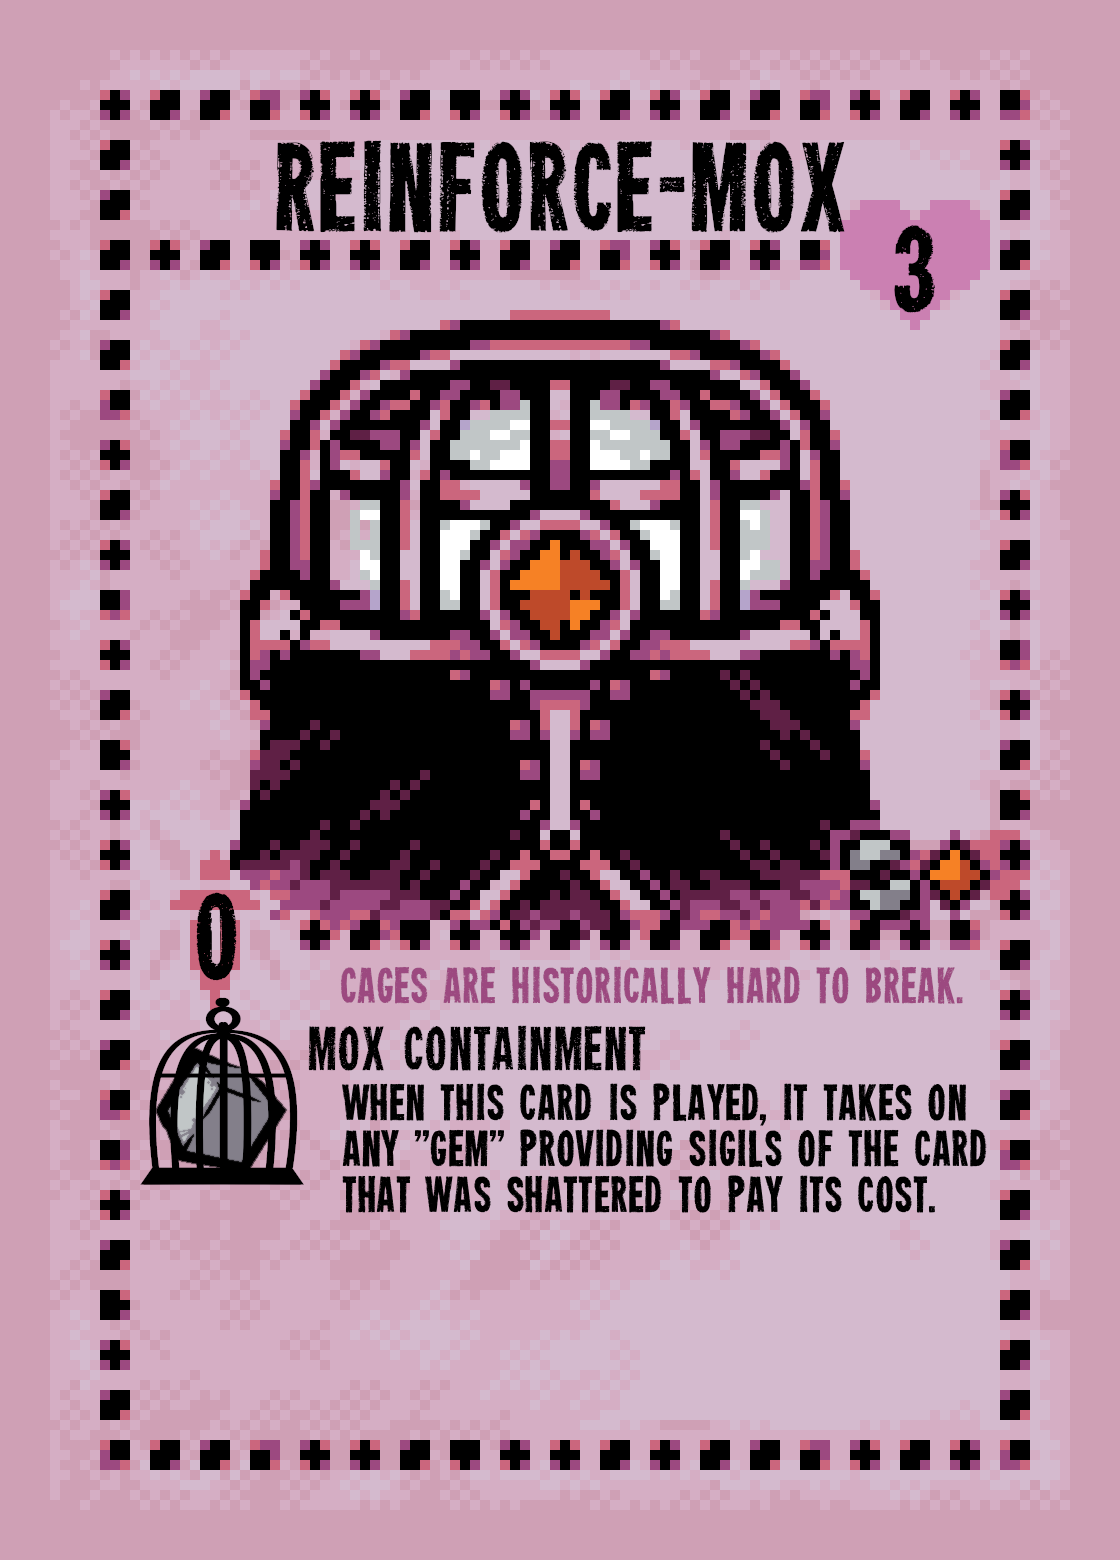 REINFORCE-MOX
3
0
CAGES ARE HISTORICALLY HARD TO BREAK.
MOX CONTAINMENT
WHEN THIS CARD IS PLAYED, IT TAKES ON
ANY "GEM" PROVIDING SIGILS OF THE CARD
THAT WAS SHATTERED TO PAY ITS COST.